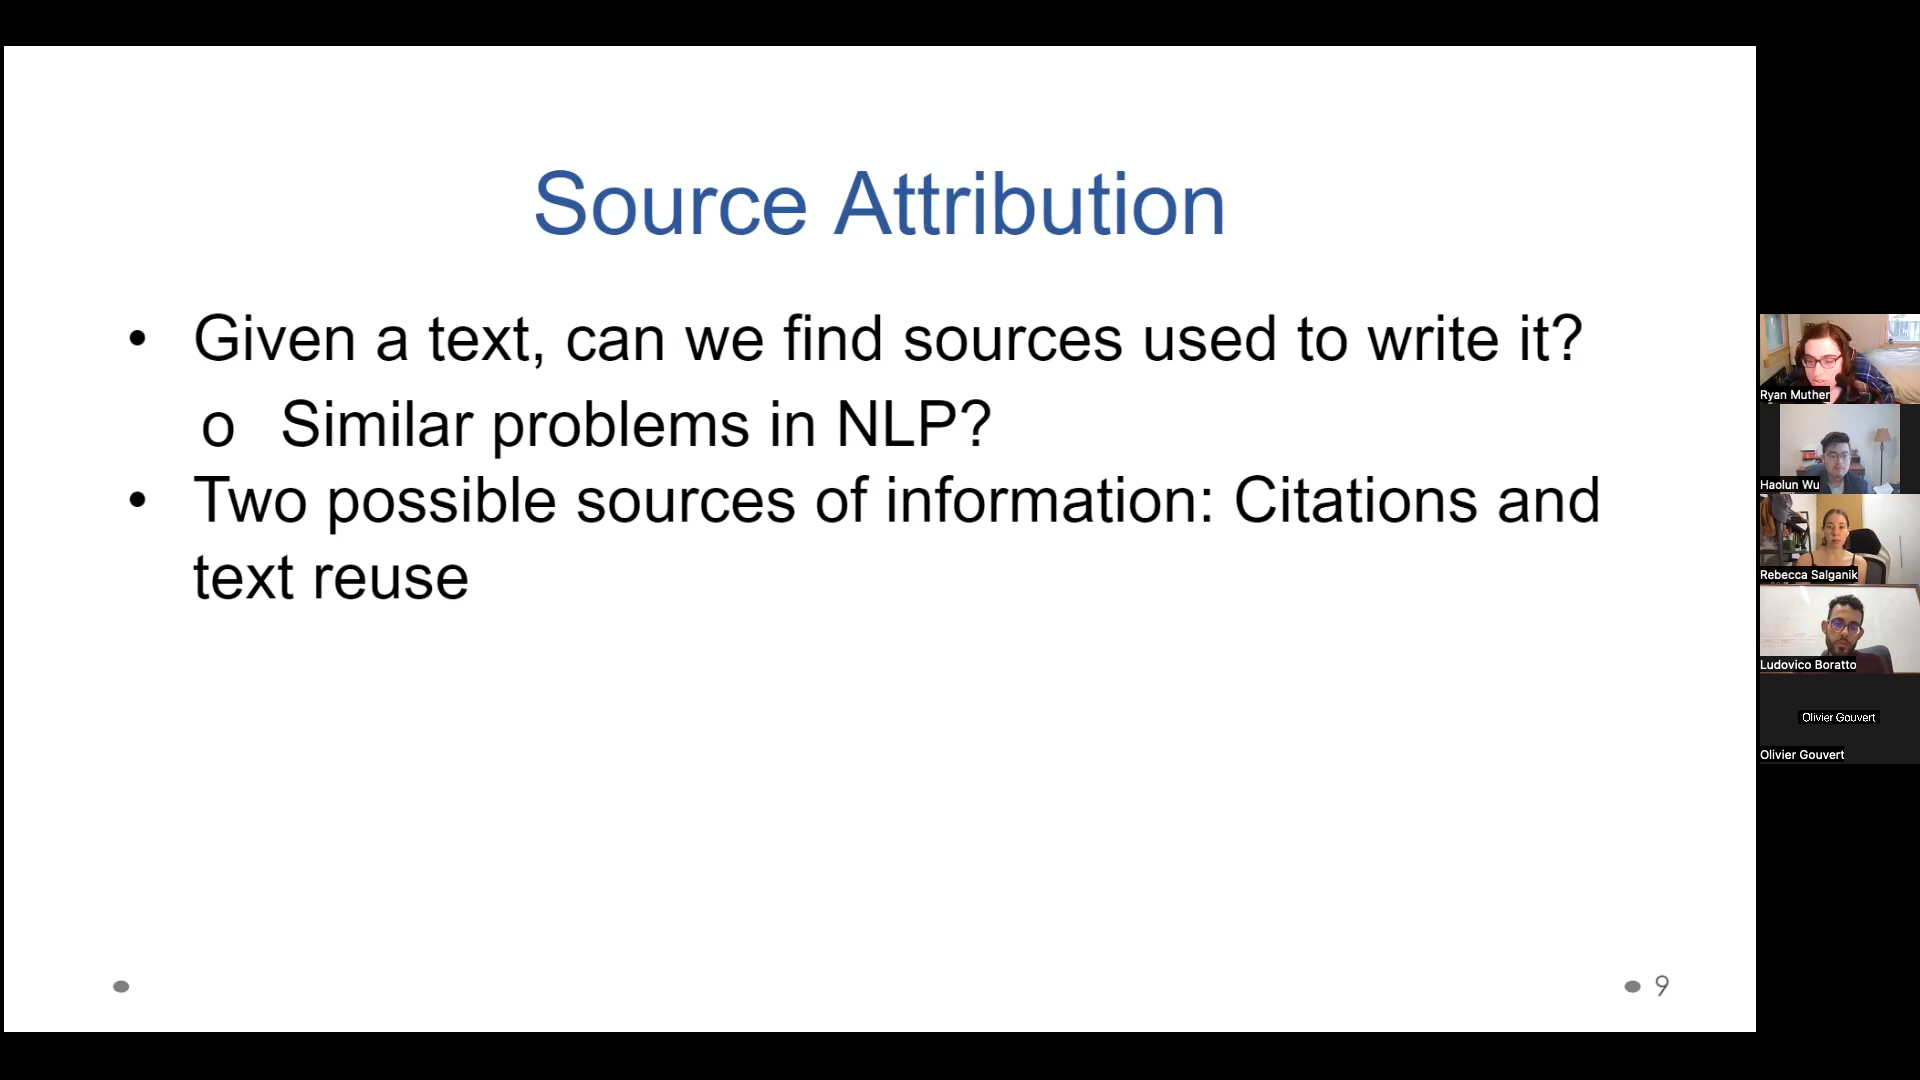 Source Attribution
• Given a text, can we find sources used to write it?
o Similar problems in NLP?
• Two possible sources of information: Citations and
text reuse
9
Ryan Muther
Haolun Wu
Rebecca Salganik
Ludovico Boratto
Olivier Gouvert
Olivier Gouvert